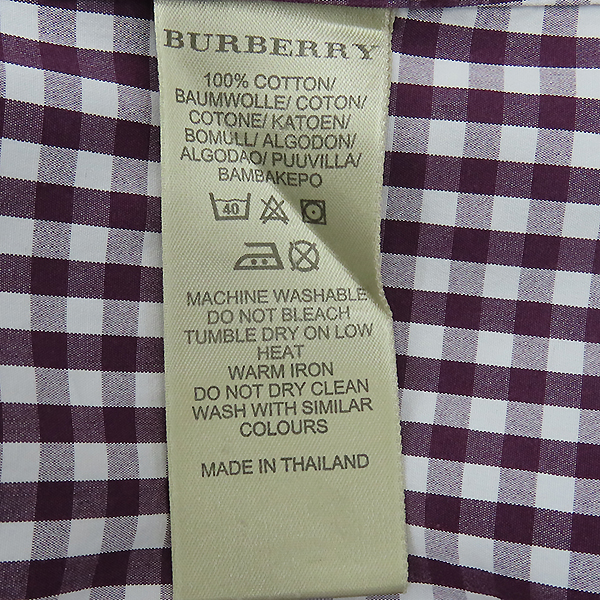 BURBERRY
100% COTTON/
BAUMWOLLE/ COTON/
COTONE/ KATOEN/
BOMULL/ ALGODÓN/
ALGODAO/ PUUVILLA/
BAMBAKEPO
40
MACHINE WASHABLE
DO NOT BLEACH
TUMBLE DRY ON LOW
HEAT
WARM IRON
DO NOT DRY CLEAN
WASH WITH SIMILAR
COLOURS
MADE IN THAILAND